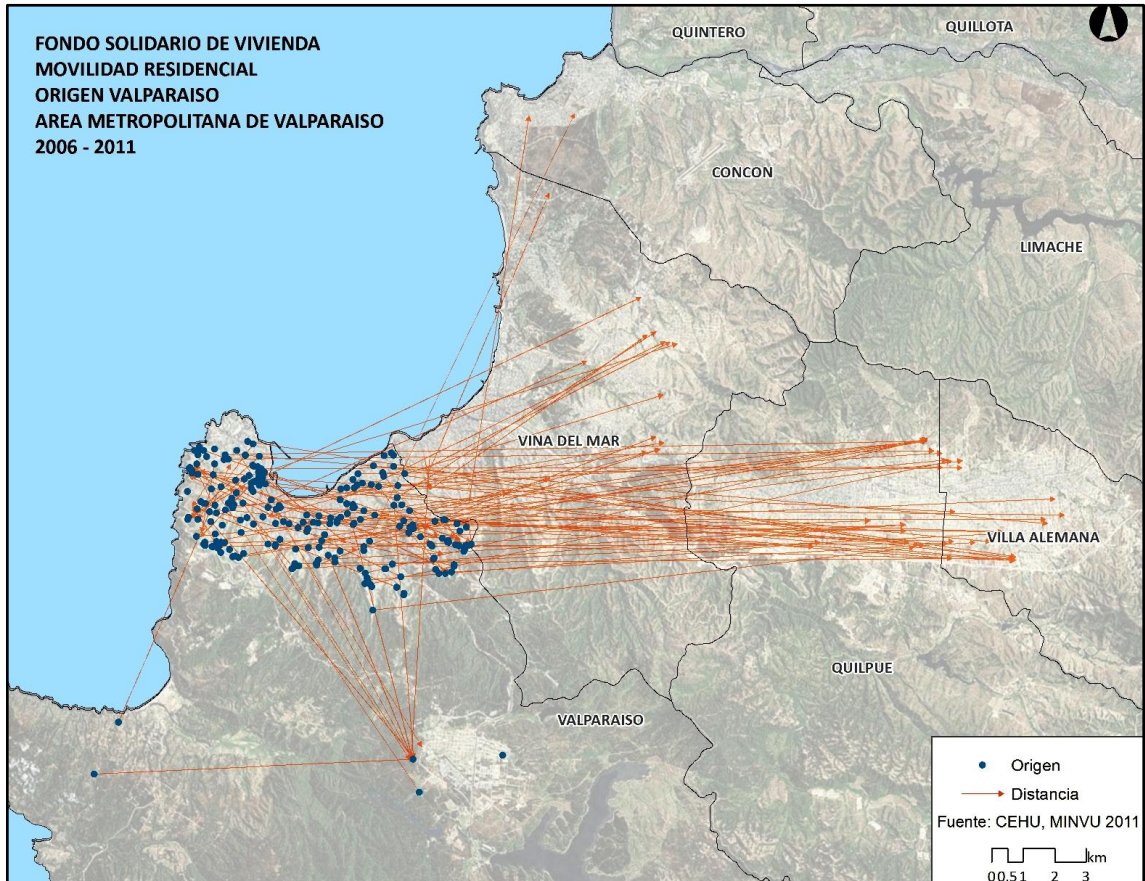 FONDO SOLIDARIO DE VIVIENDA
MOVILIDAD RESIDENCIAL
ORIGEN VALPARAISO
AREA METROPOLITANA DE VALPARAISO
2006 - 2011
QUINTERO
QUILLOTA
CONCON
LIMACHE
VINA DEL MAR
VILLA ALEMANA
QUILPUE
VALPARAISO
Origen
Distancia
Fuente: CEHU, MINVU 2011
km
0 0.5 1 2 3